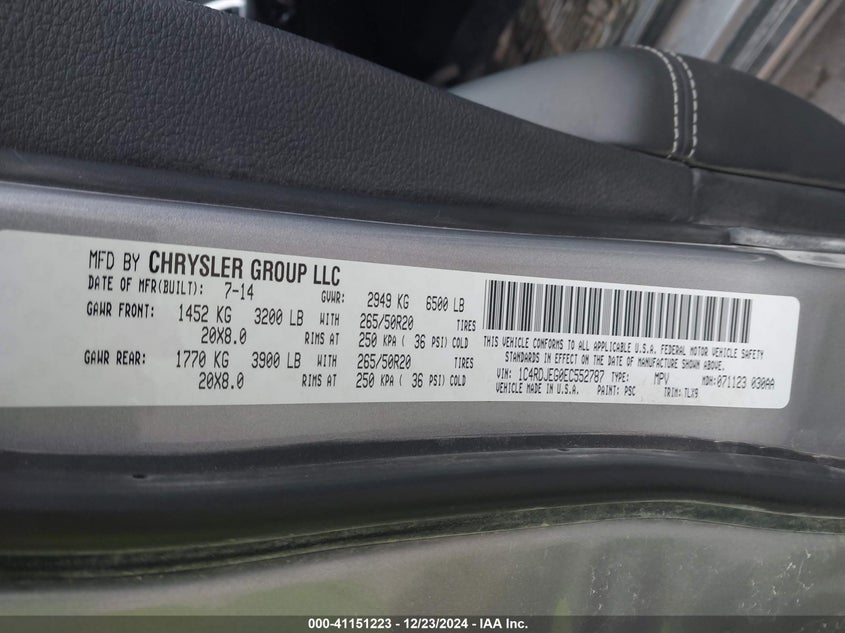 MFD BY CHRYSLER GROUP LLC
DATE OF MFR(BUILT): 7-14 GVWR: 2949 KG 6500 LB
GAWR FRONT: 1452 KG 3200 LB WITH 265/50R20 TIRES
20X8.0 RIMS AT 250 KPA ( 36 PSI) COLD
GAWR REAR: 1770 KG 3900 LB WITH 265/50R20 TIRES
20X8.0 RIMS AT 250 KPA ( 36 PSI) COLD
THIS VEHICLE CONFORMS TO ALL APPLICABLE U.S.A. FEDERAL MOTOR VEHICLE SAFETY
STANDARDS IN EFFECT ON THE DATE OF MANUFACTURE SHOWN ABOVE.
VIN: 1C4RDJEG0EC552787 TYPE: MPV MDH: 071123 030AA
VEHICLE MADE IN U.S.A. PAINT: PSC TRIM: TLX9
000-41151223 - 12/23/2024 - IAA Inc.